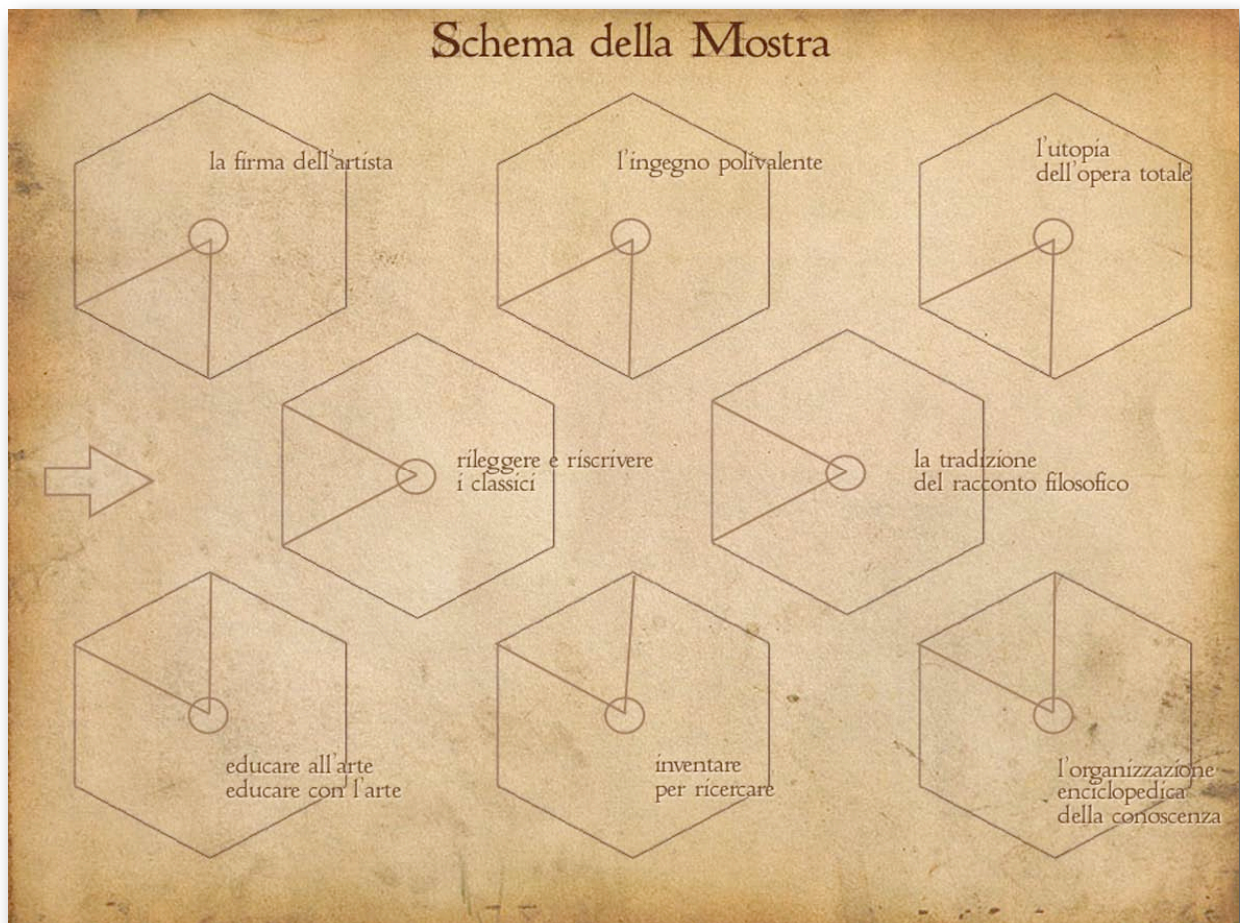 Schema della Mostra
la firma dell'artista
l'ingegno polivalente
l'utopia
dell'opera totale
rileggere e riscrivere
i classici
la tradizione
del racconto filosofico
educare all'arte
educare con l'arte
inventare
per ricercare
l'organizzazione
enciclopedica
della conoscenza